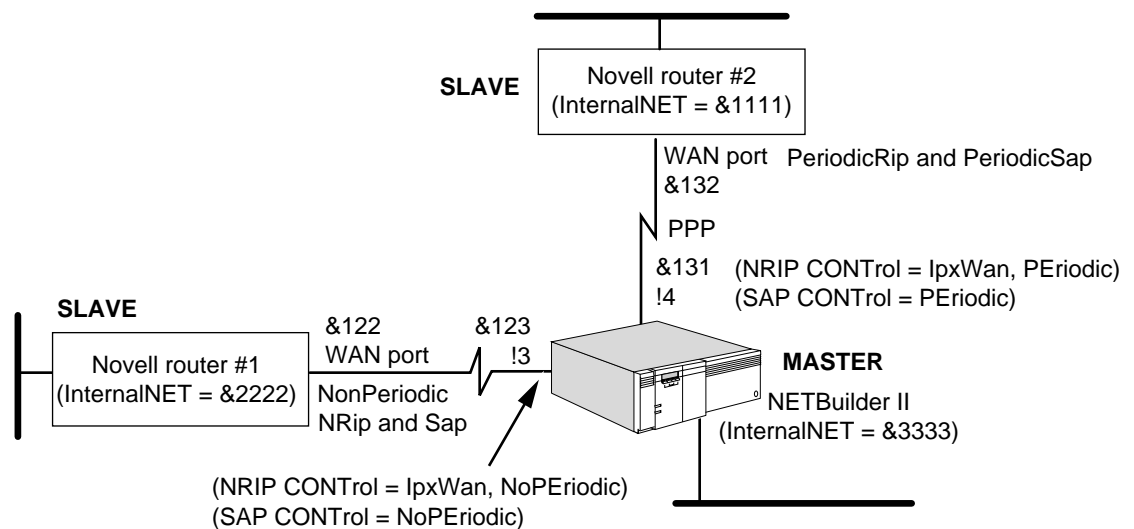 SLAVE
Novell router #2
(InternalNET = &1111)
WAN port PeriodicRip and PeriodicSap
&132
PPP
&131 (NRIP CONTrol = IpxWan, PEriodic)
!4 (SAP CONTrol = PEriodic)
SLAVE
Novell router #1
(InternalNET = &2222)
&122
WAN port
NonPeriodic
NRip and Sap
&123
!3
MASTER
NETBuilder II
(InternalNET = &3333)
(NRIP CONTrol = IpxWan, NoPEriodic)
(SAP CONTrol = NoPEriodic)